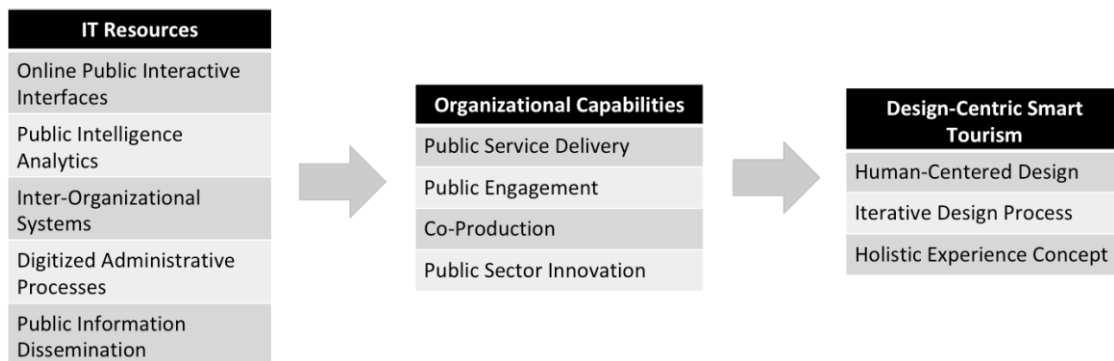 IT Resources
Online Public Interactive
Interfaces
Public Intelligence
Analytics
Inter-Organizational
Systems
Digitized Administrative
Processes
Public Information
Dissemination
Organizational Capabilities
Public Service Delivery
Public Engagement
Co-Production
Public Sector Innovation
Design-Centric Smart
Tourism
Human-Centered Design
Iterative Design Process
Holistic Experience Concept